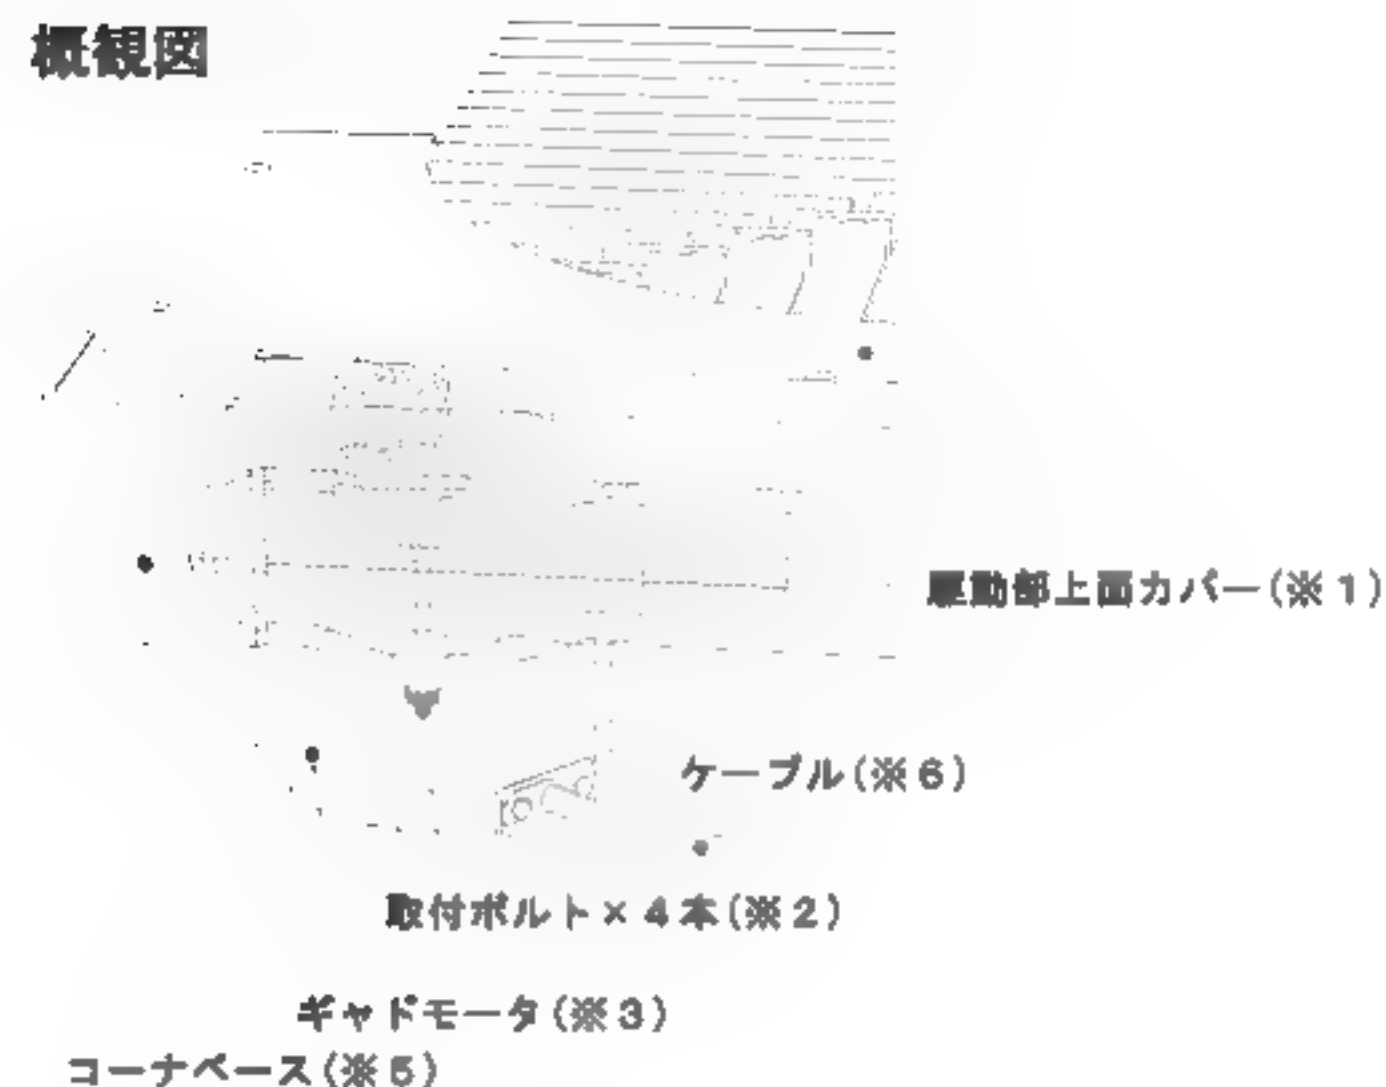 概観図
駆動部上面カバー(※1)
ケーブル(※6)
取付ボルト×4本(※2)
ギャドモータ(※3)
コーナベース(※5)